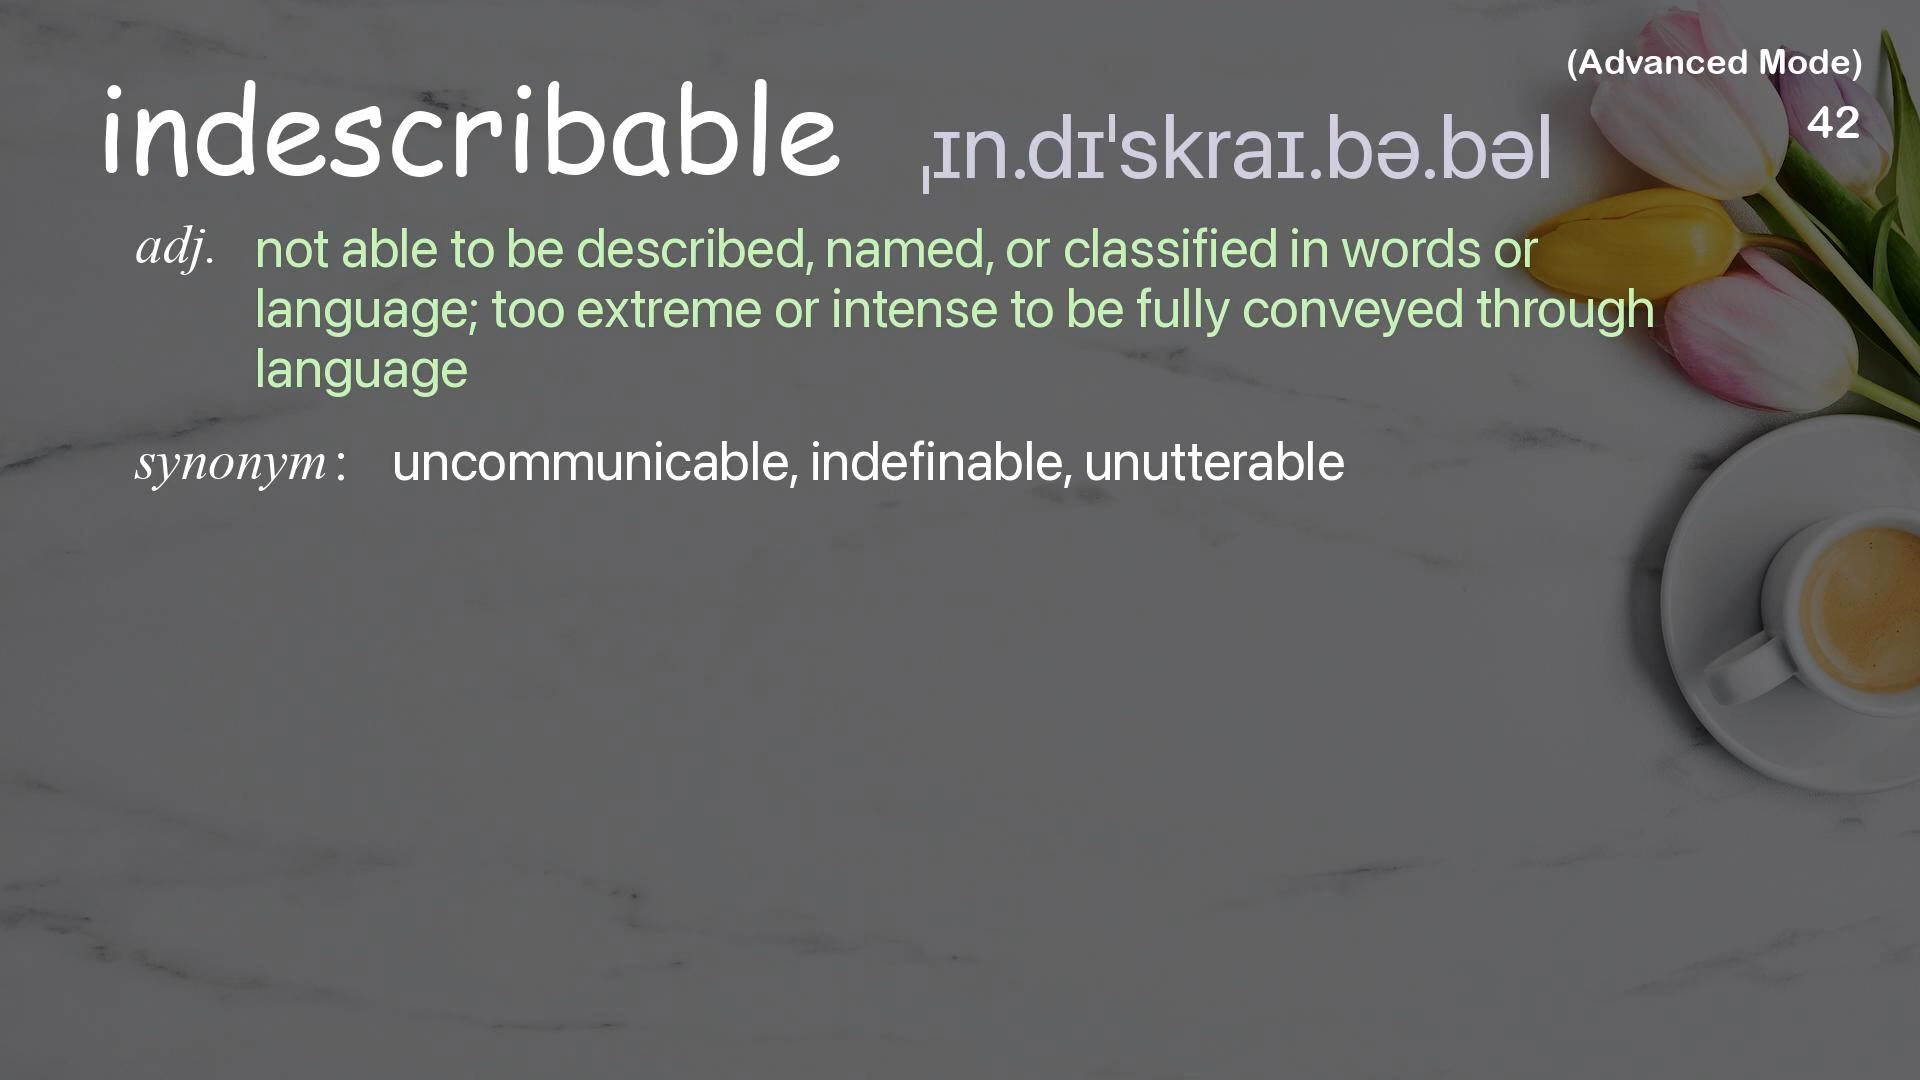 (Advanced Mode)
42
indescribable ˌɪn.dɪˈskraɪ.bə.bəl
adj. not able to be described, named, or classified in words or
language; too extreme or intense to be fully conveyed through
language
synonym: uncommunicable, indefinable, unutterable